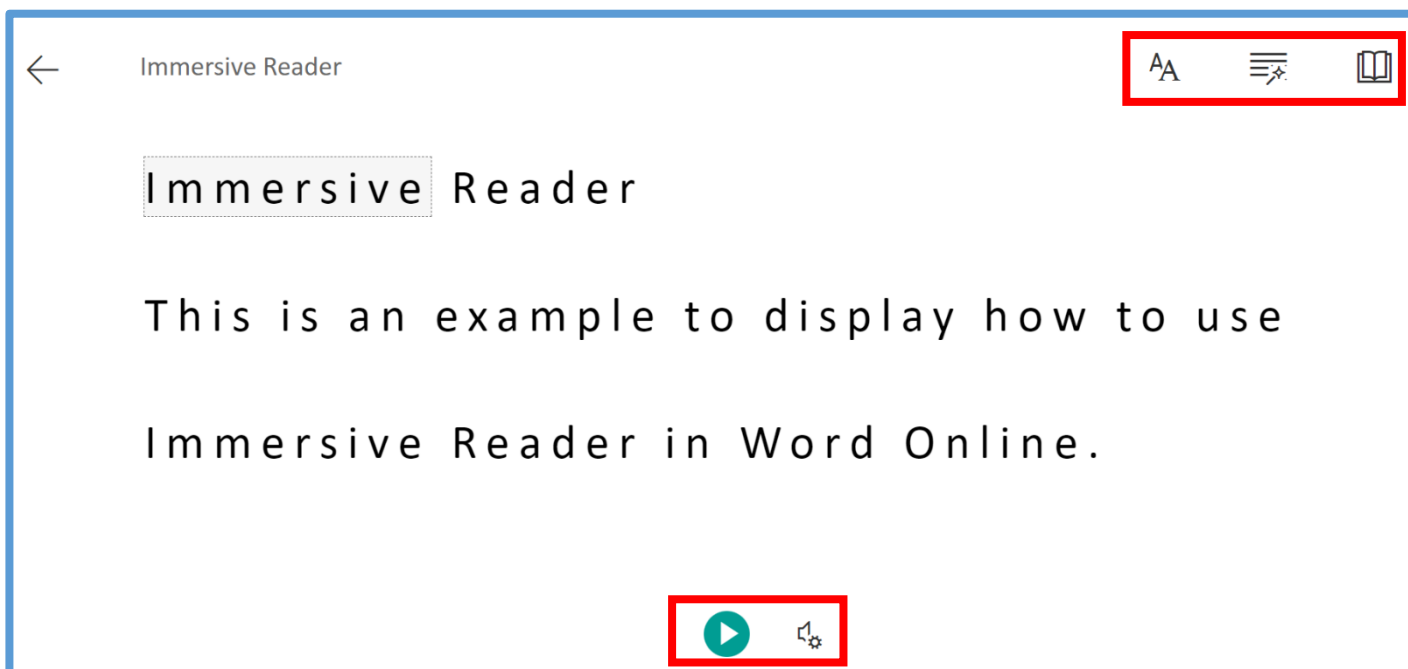 Immersive Reader
Immersive Reader
This is an example to display how to use
Immersive Reader in Word Online.